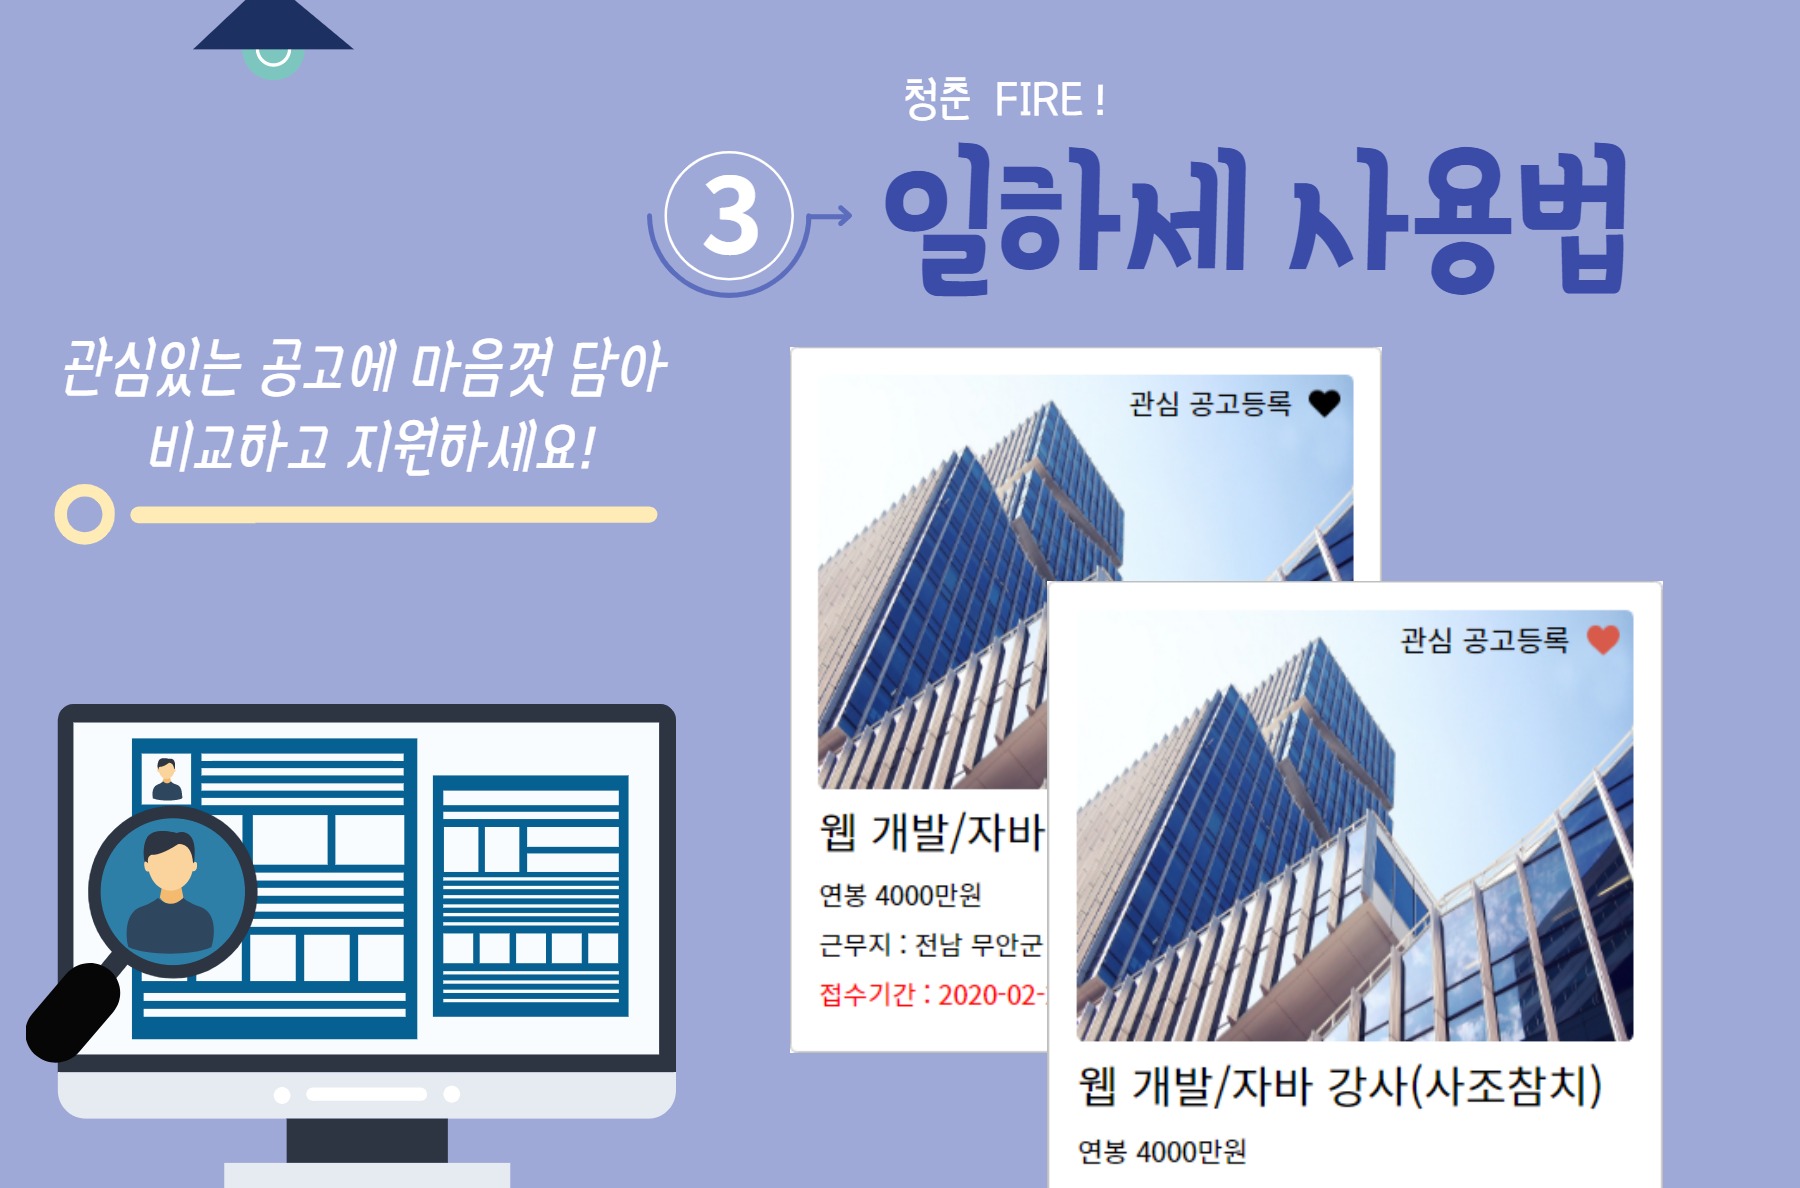 청춘 FIRE !
3
일하세 사용법
관심있는 공고에 마음껏 담아
비교하고 지원하세요!
관심 공고등록
웹 개발/자바
연봉 4000만원
근무지 : 전남 무안군
접수기간 : 2020-02-
관심 공고등록
웹 개발/자바 강사(사조참치)
연봉 4000만원